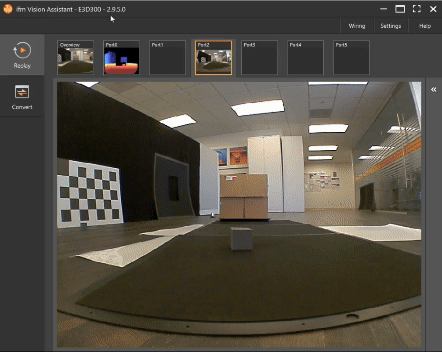 ifm Vision Assistant - E3D300 - 2.9.5.0
Wiring
Settings
Help
Replay
Convert
Overview
Port0
Port1
Port2
Port3
Port4
Port5
«